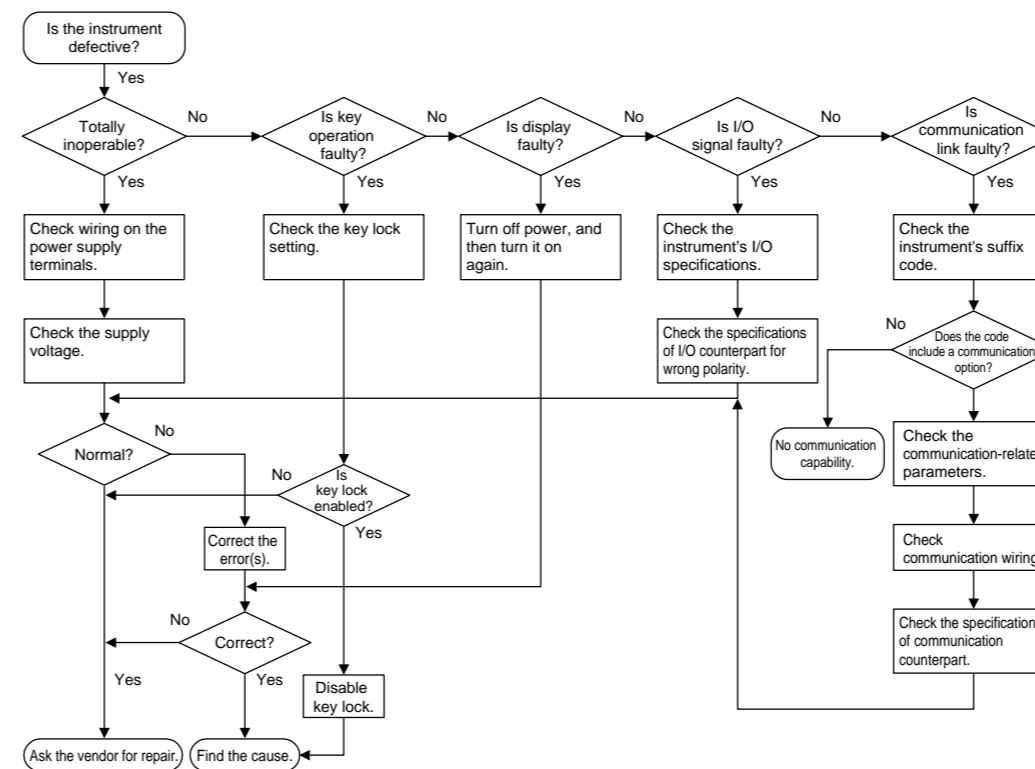 Is the instrument
defective?
Yes
Totally
inoperable?
No
Yes
Check wiring on the
power supply
terminals.
Check the supply
voltage.
Normal?
No
Yes
Correct the
error(s).
Correct?
No
Yes
Ask the vendor for repair.
Find the cause.
Is key
operation
faulty?
No
Yes
Check the key lock
setting.
Is
key lock
enabled?
No
Yes
Disable
key lock.
Is display
faulty?
No
Yes
Turn off power, and
then turn it on
again.
Is I/O
signal faulty?
No
Yes
Check the
instrument's I/O
specifications.
Check the specifications
of I/O counterpart for
wrong polarity.
Is
communication
link faulty?
Yes
Check the
instrument's suffix
code.
Does the code
include a communication
option?
No
No communication
capability.
Check the
communication-relate
parameters.
Check
communication wiring
Check the specification
of communication
counterpart.